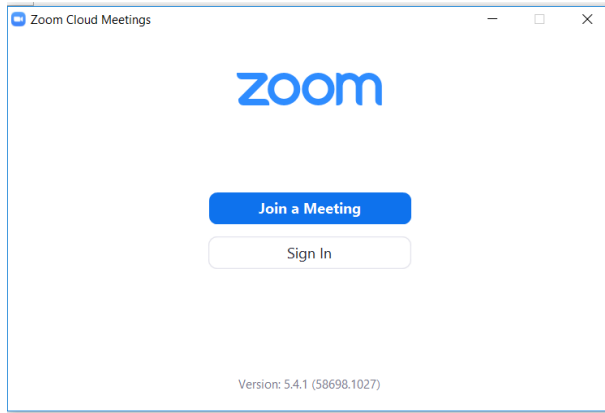 Zoom Cloud Meetings
zoom
Join a Meeting
Sign In
Version: 5.4.1 (58698.1027)